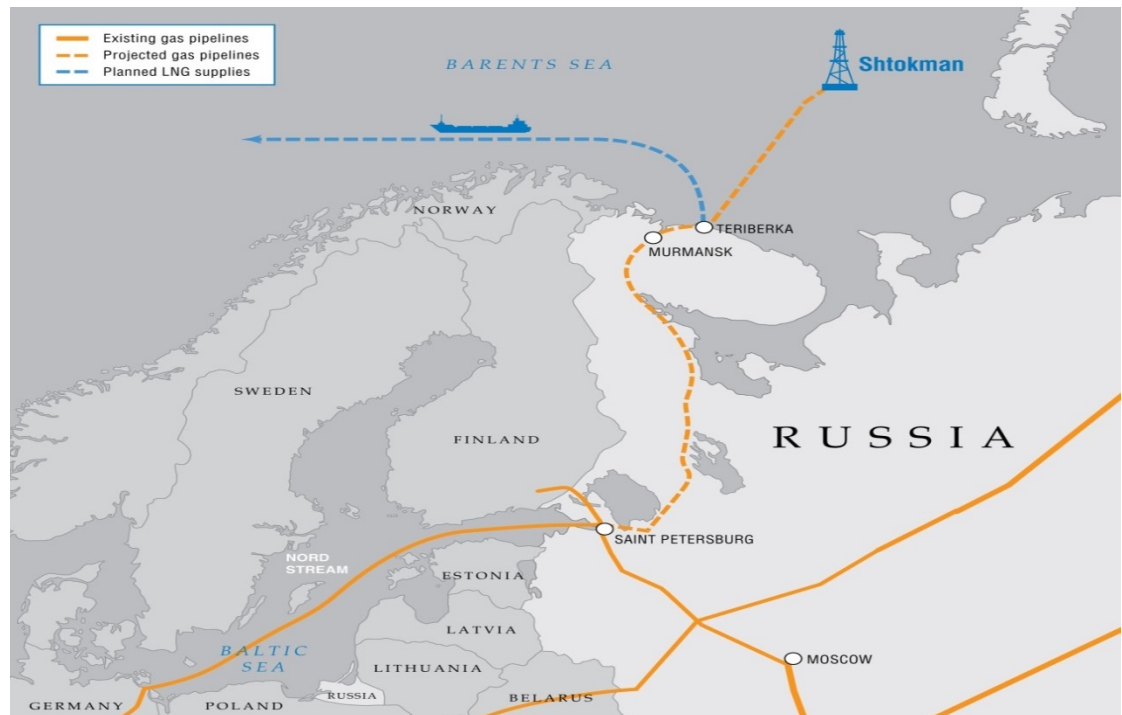 Existing gas pipelines
Projected gas pipelines
Planned LNG supplies
BARENTS SEA
Shtokman
NORWAY
TERIBERKA
MURMANSK
SWEDEN
FINLAND
RUSSIA
SAINT PETERSBURG
NORD
STREAM
ESTONIA
LATVIA
BALTIC
SEA
LITHUANIA
MOSCOW
RUSSIA
BELARUS
GERMANY
POLAND